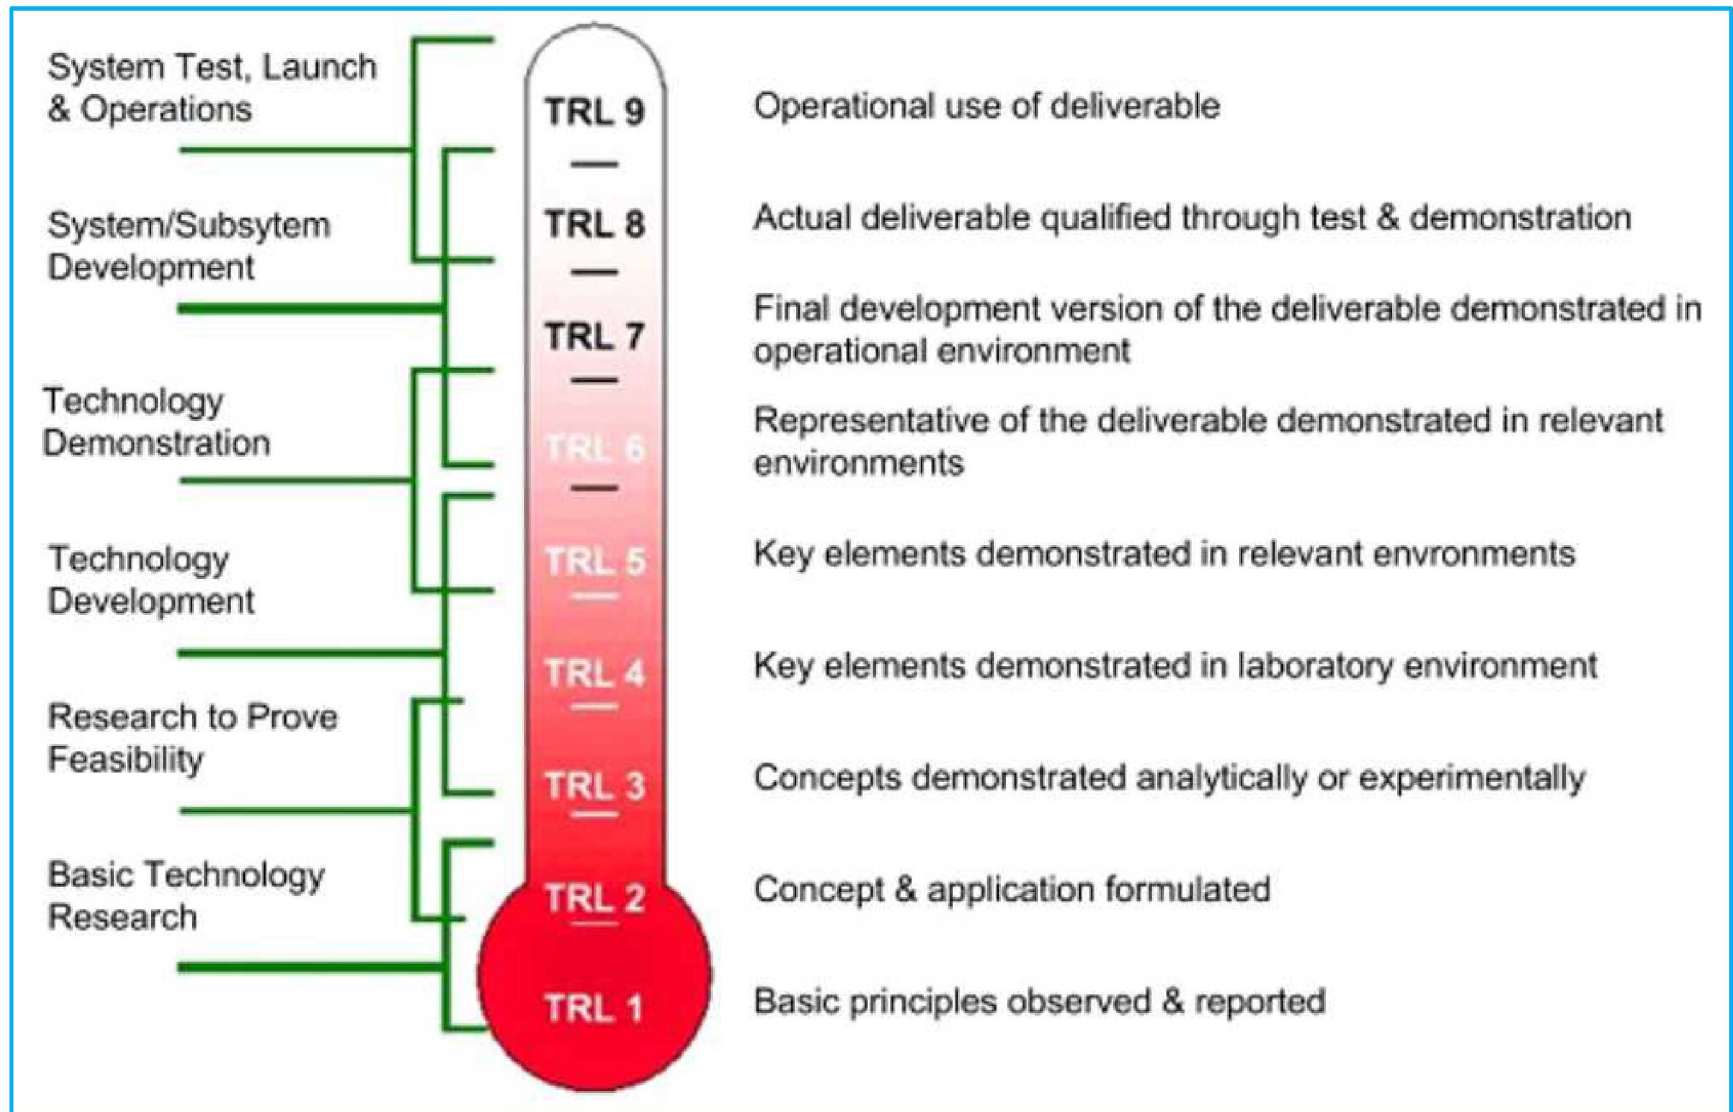 System Test, Launch
& Operations
System/Subsytem
Development
Technology
Demonstration
Technology
Development
Research to Prove
Feasibility
Basic Technology
Research
TRL 9
TRL 8
TRL 7
TRL 6
TRL 5
TRL 4
TRL 3
TRL 2
TRL 1
Operational use of deliverable
Actual deliverable qualified through test & demonstration
Final development version of the deliverable demonstrated in
operational environment
Representative of the deliverable demonstrated in relevant
environments
Key elements demonstrated in relevant envronments
Key elements demonstrated in laboratory environment
Concepts demonstrated analytically or experimentally
Concept & application formulated
Basic principles observed & reported